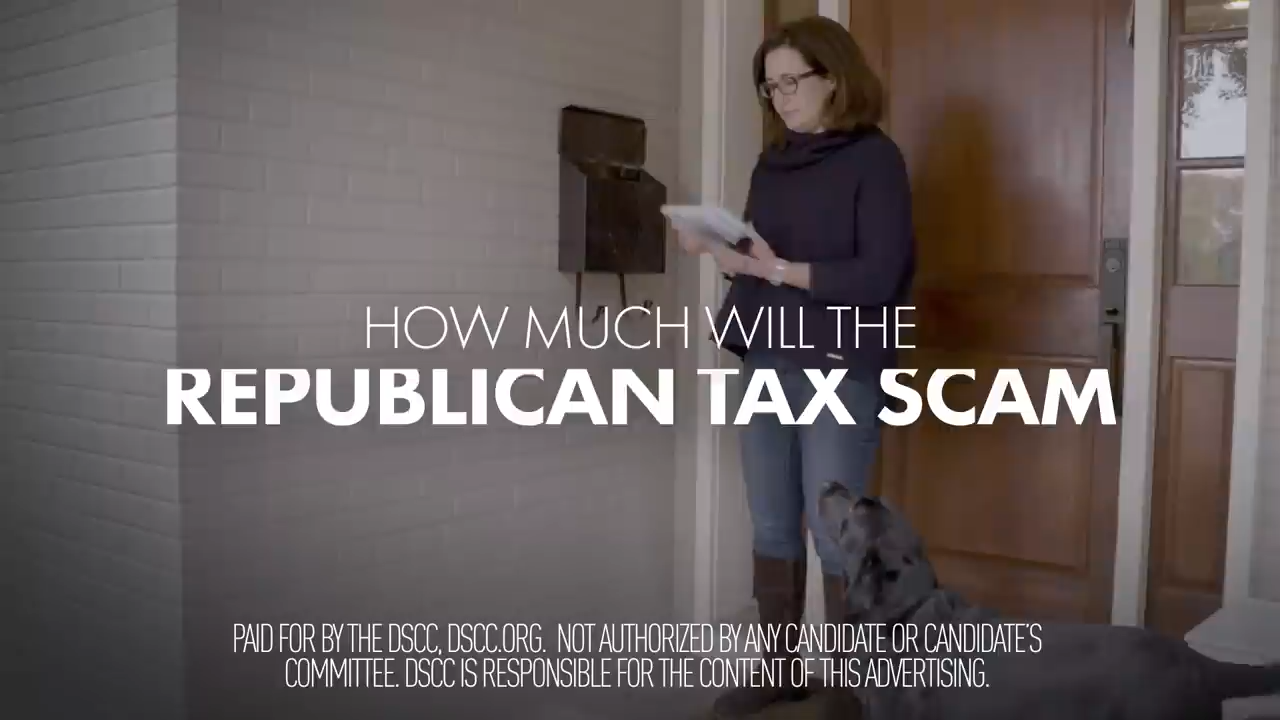 HOW MUCH WILL THE
REPUBLICAN TAX SCAM
PAID FOR BY THE DSCC, DSCC.ORG. NOT AUTHORIZED BY ANY CANDIDATE OR CANDIDATE'S
COMMITTEE. DSCC IS RESPONSIBLE FOR THE CONTENT OF THIS ADVERTISING.